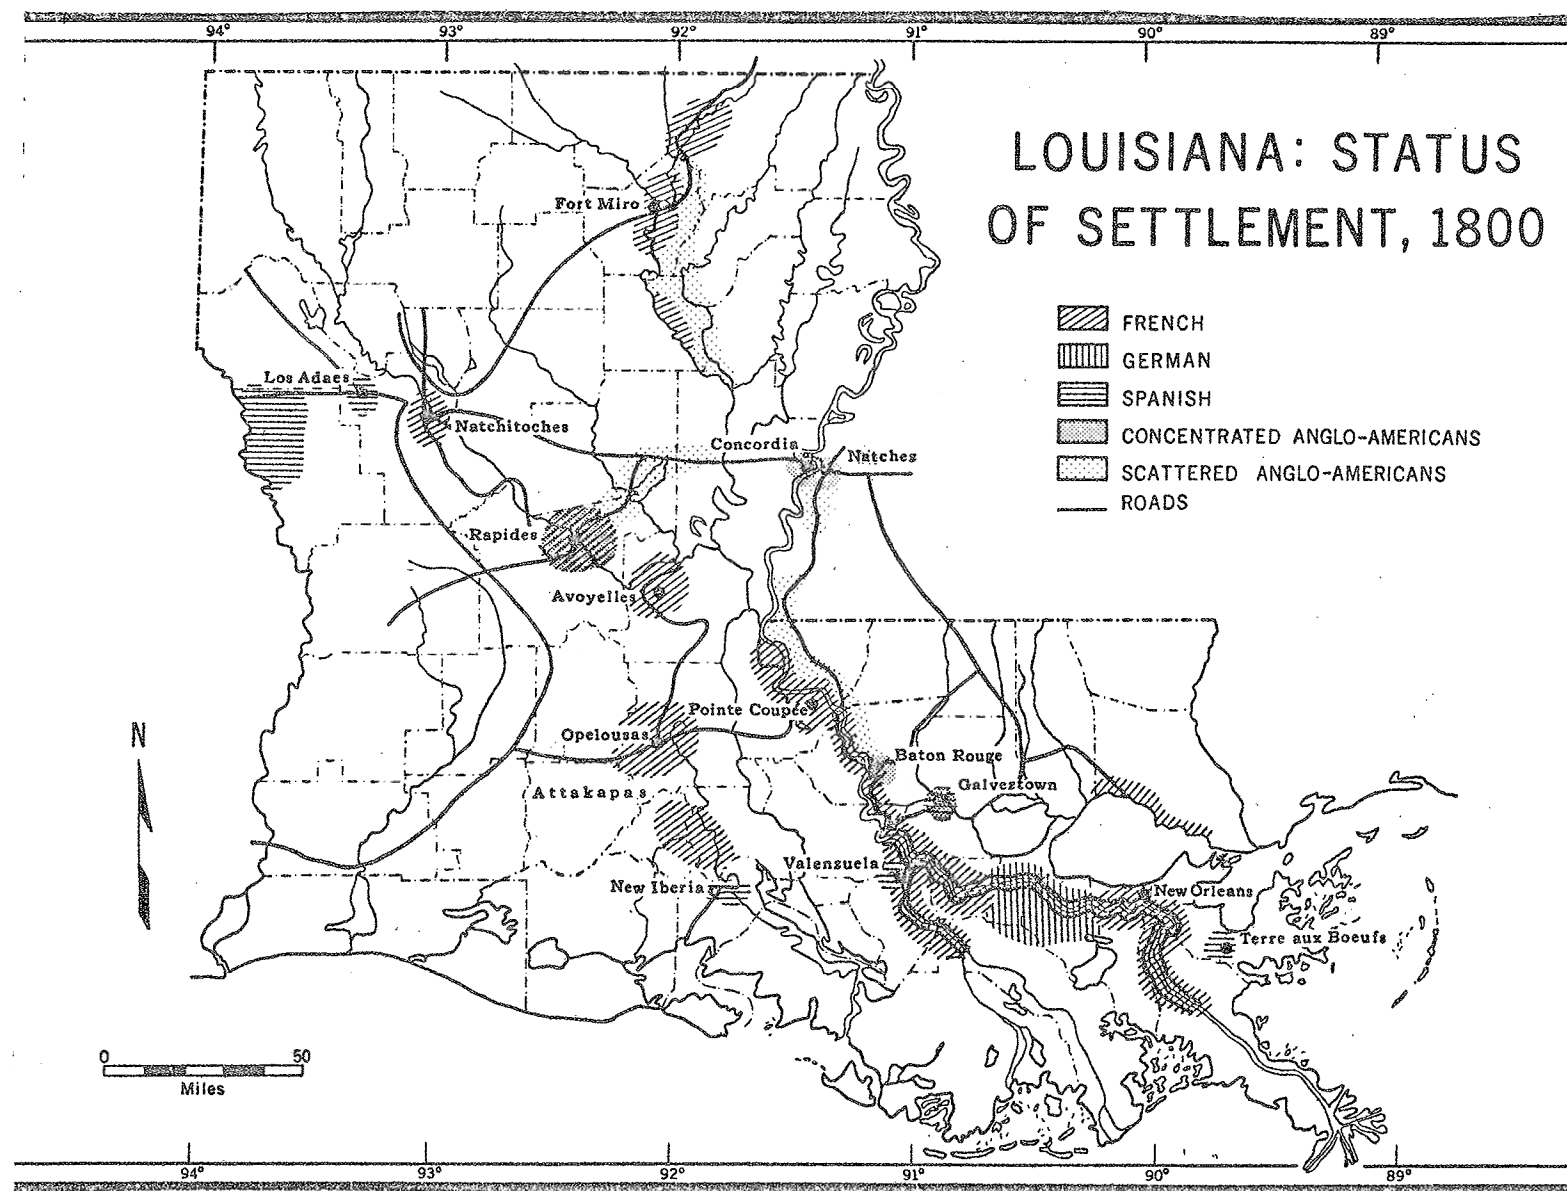 94° 93° 92° 91° 90° 89°
LOUISIANA: STATUS
OF SETTLEMENT, 1800
FRENCH
GERMAN
SPANISH
CONCENTRATED ANGLO-AMERICANS
SCATTERED ANGLO-AMERICANS
ROADS
Fort Miro
Los Adaes
Natchitoches
Concordia
Natches
Rapides
Avoyelles
Pointe Coupée
Opelousas
Baton Rouge
Galveztown
Attakapas
Valenzuela
New Iberia
New Orleans
Terre aux Boeufs
N
0 50
Miles
94° 93° 92° 91° 90° 89°